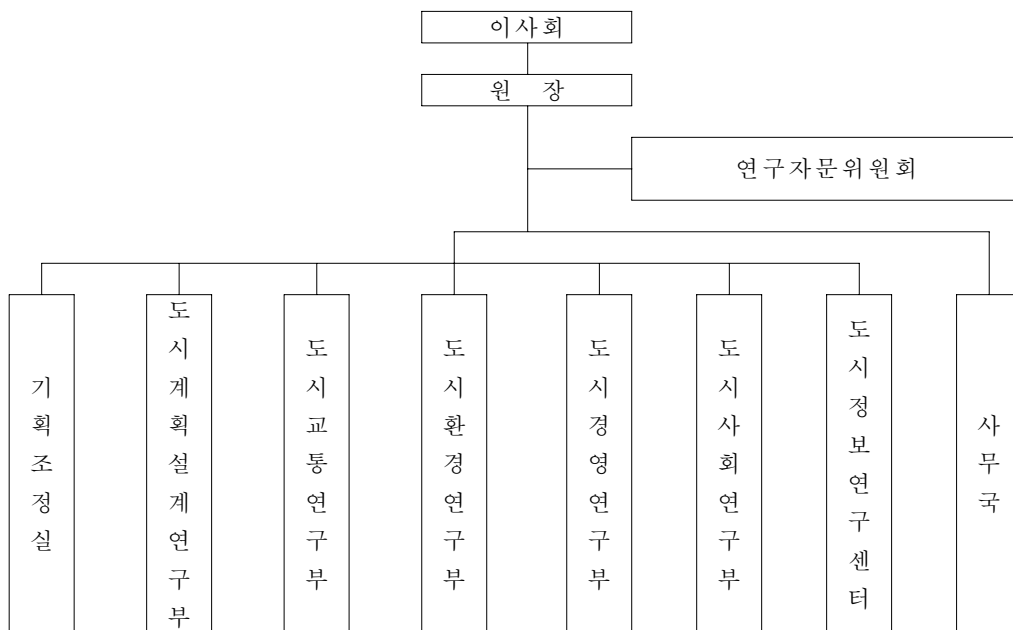 이사회
원 장
연구자문위원회
기획조정실
도시계획설계연구부
도시교통연구부
도시환경연구부
도시경영연구부
도시사회연구부
도시정보연구센터
사무국